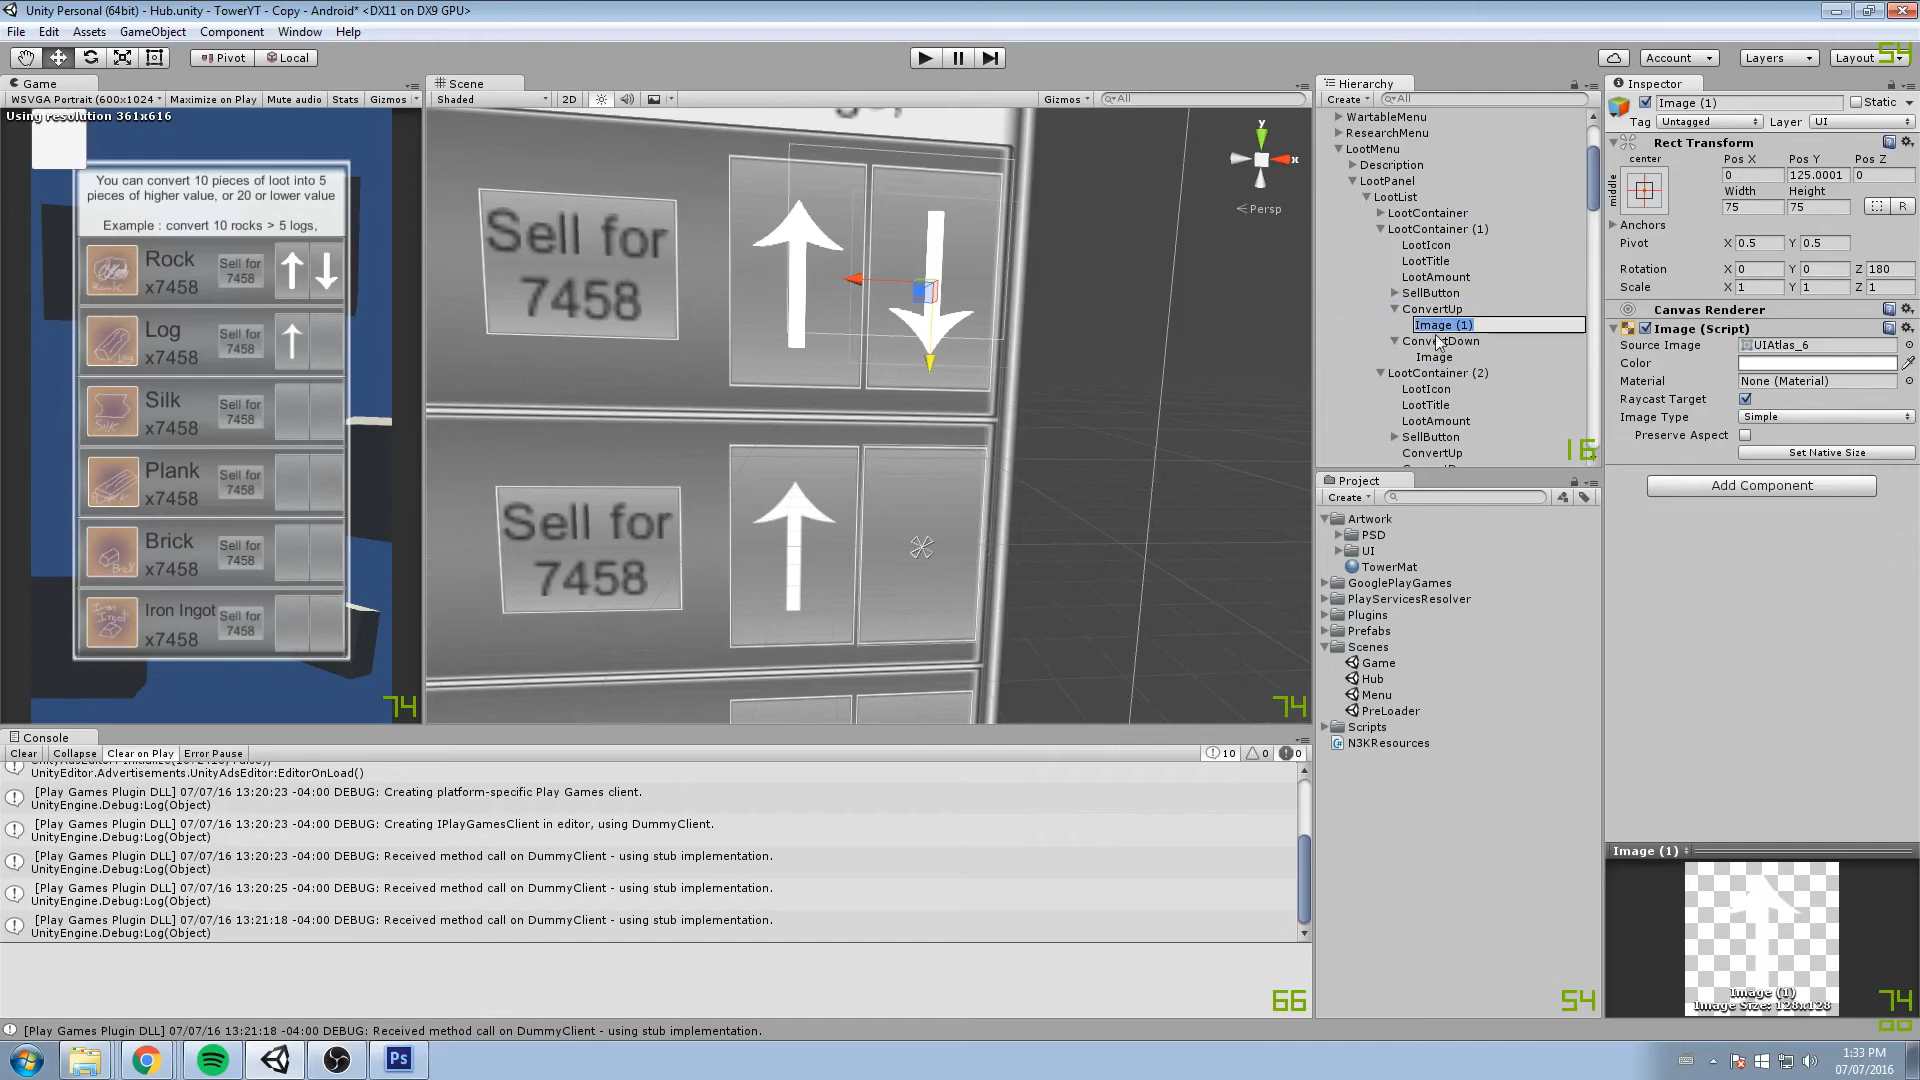 Unity Personal (64bit) - Hub.unity - TowerYT - Copy - Android* <DX11 on DX9 GPU>
File Edit Assets GameObject Component Window Help
Pivot Local Account Layers Layout
Game
WSVGA Portrait (600x1024 Maximize on Play Mute audio Stats Gizmos
Using resolution 361x616
You can convert 10 pieces of loot into 5
pieces of higher value, or 20 or lower value
Example : convert 10 rocks > 5 logs,
Rock
x7458
Sell for
7458
Log
x7458
Sell for
7458
Silk
x7458
Sell for
7458
Plank
x7458
Sell for
7458
Brick
x7458
Sell for
7458
Iron Ingot
x7458
Sell for
7458
74
Scene
Shaded 2D Gizmos All
y
x
Persp
Sell for
7458
Sell for
7458
74
Hierarchy
Create All
WartableMenu
ResearchMenu
LootMenu
Description
LootPanel
LootList
LootContainer
LootContainer (1)
LootIcon
LootTitle
LootAmount
SellButton
ConvertUp
Image (1)
ConvertDown
Image
LootContainer (2)
LootIcon
LootTitle
LootAmount
SellButton
ConvertUp
16
Project
Create
Artwork
PSD
UI
TowerMat
GooglePlayGames
PlayServicesResolver
Plugins
Prefabs
Scenes
Game
Hub
Menu
PreLoader
Scripts
N3KResources
54
Inspector
Image (1) Static
Tag Untagged Layer UI
Rect Transform
center
middle
Pos X Pos Y Pos Z
0 125.0001 0
Width Height
75 75
R
Anchors
Pivot X 0.5 Y 0.5
Rotation X 0 Y 0 Z 180
Scale X 1 Y 1 Z 1
Canvas Renderer
Image (Script)
Source Image UIAtlas_6
Color
Material None (Material)
Raycast Target
Image Type Simple
Preserve Aspect
Set Native Size
Add Component
Image (1)
Image (1)
Image Size: 128x128
74
Console
Clear Collapse Clear on Play Error Pause 10 0 0
UnityEditor.Advertisements.UnityAdsEditor:EditorOnLoad()
[Play Games Plugin DLL] 07/07/16 13:20:23 -04:00 DEBUG: Creating platform-specific Play Games client.
UnityEngine.Debug:Log(Object)
[Play Games Plugin DLL] 07/07/16 13:20:23 -04:00 DEBUG: Creating IPlayGamesClient in editor, using DummyClient.
UnityEngine.Debug:Log(Object)
[Play Games Plugin DLL] 07/07/16 13:20:23 -04:00 DEBUG: Received method call on DummyClient - using stub implementation.
UnityEngine.Debug:Log(Object)
[Play Games Plugin DLL] 07/07/16 13:20:25 -04:00 DEBUG: Received method call on DummyClient - using stub implementation.
UnityEngine.Debug:Log(Object)
[Play Games Plugin DLL] 07/07/16 13:21:18 -04:00 DEBUG: Received method call on DummyClient - using stub implementation.
UnityEngine.Debug:Log(Object)
66
[Play Games Plugin DLL] 07/07/16 13:21:18 -04:00 DEBUG: Received method call on DummyClient - using stub implementation.
Ps
1:33 PM
07/07/2016